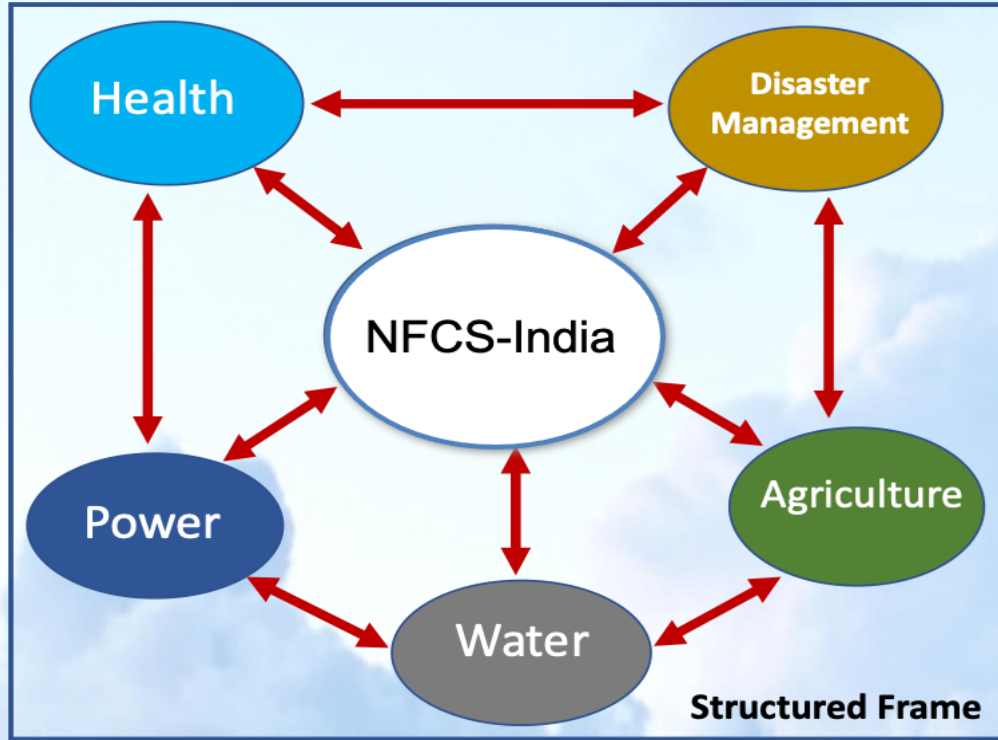 Health
Disaster
Management
NFCS-India
Power
Agriculture
Water
Structured Frame